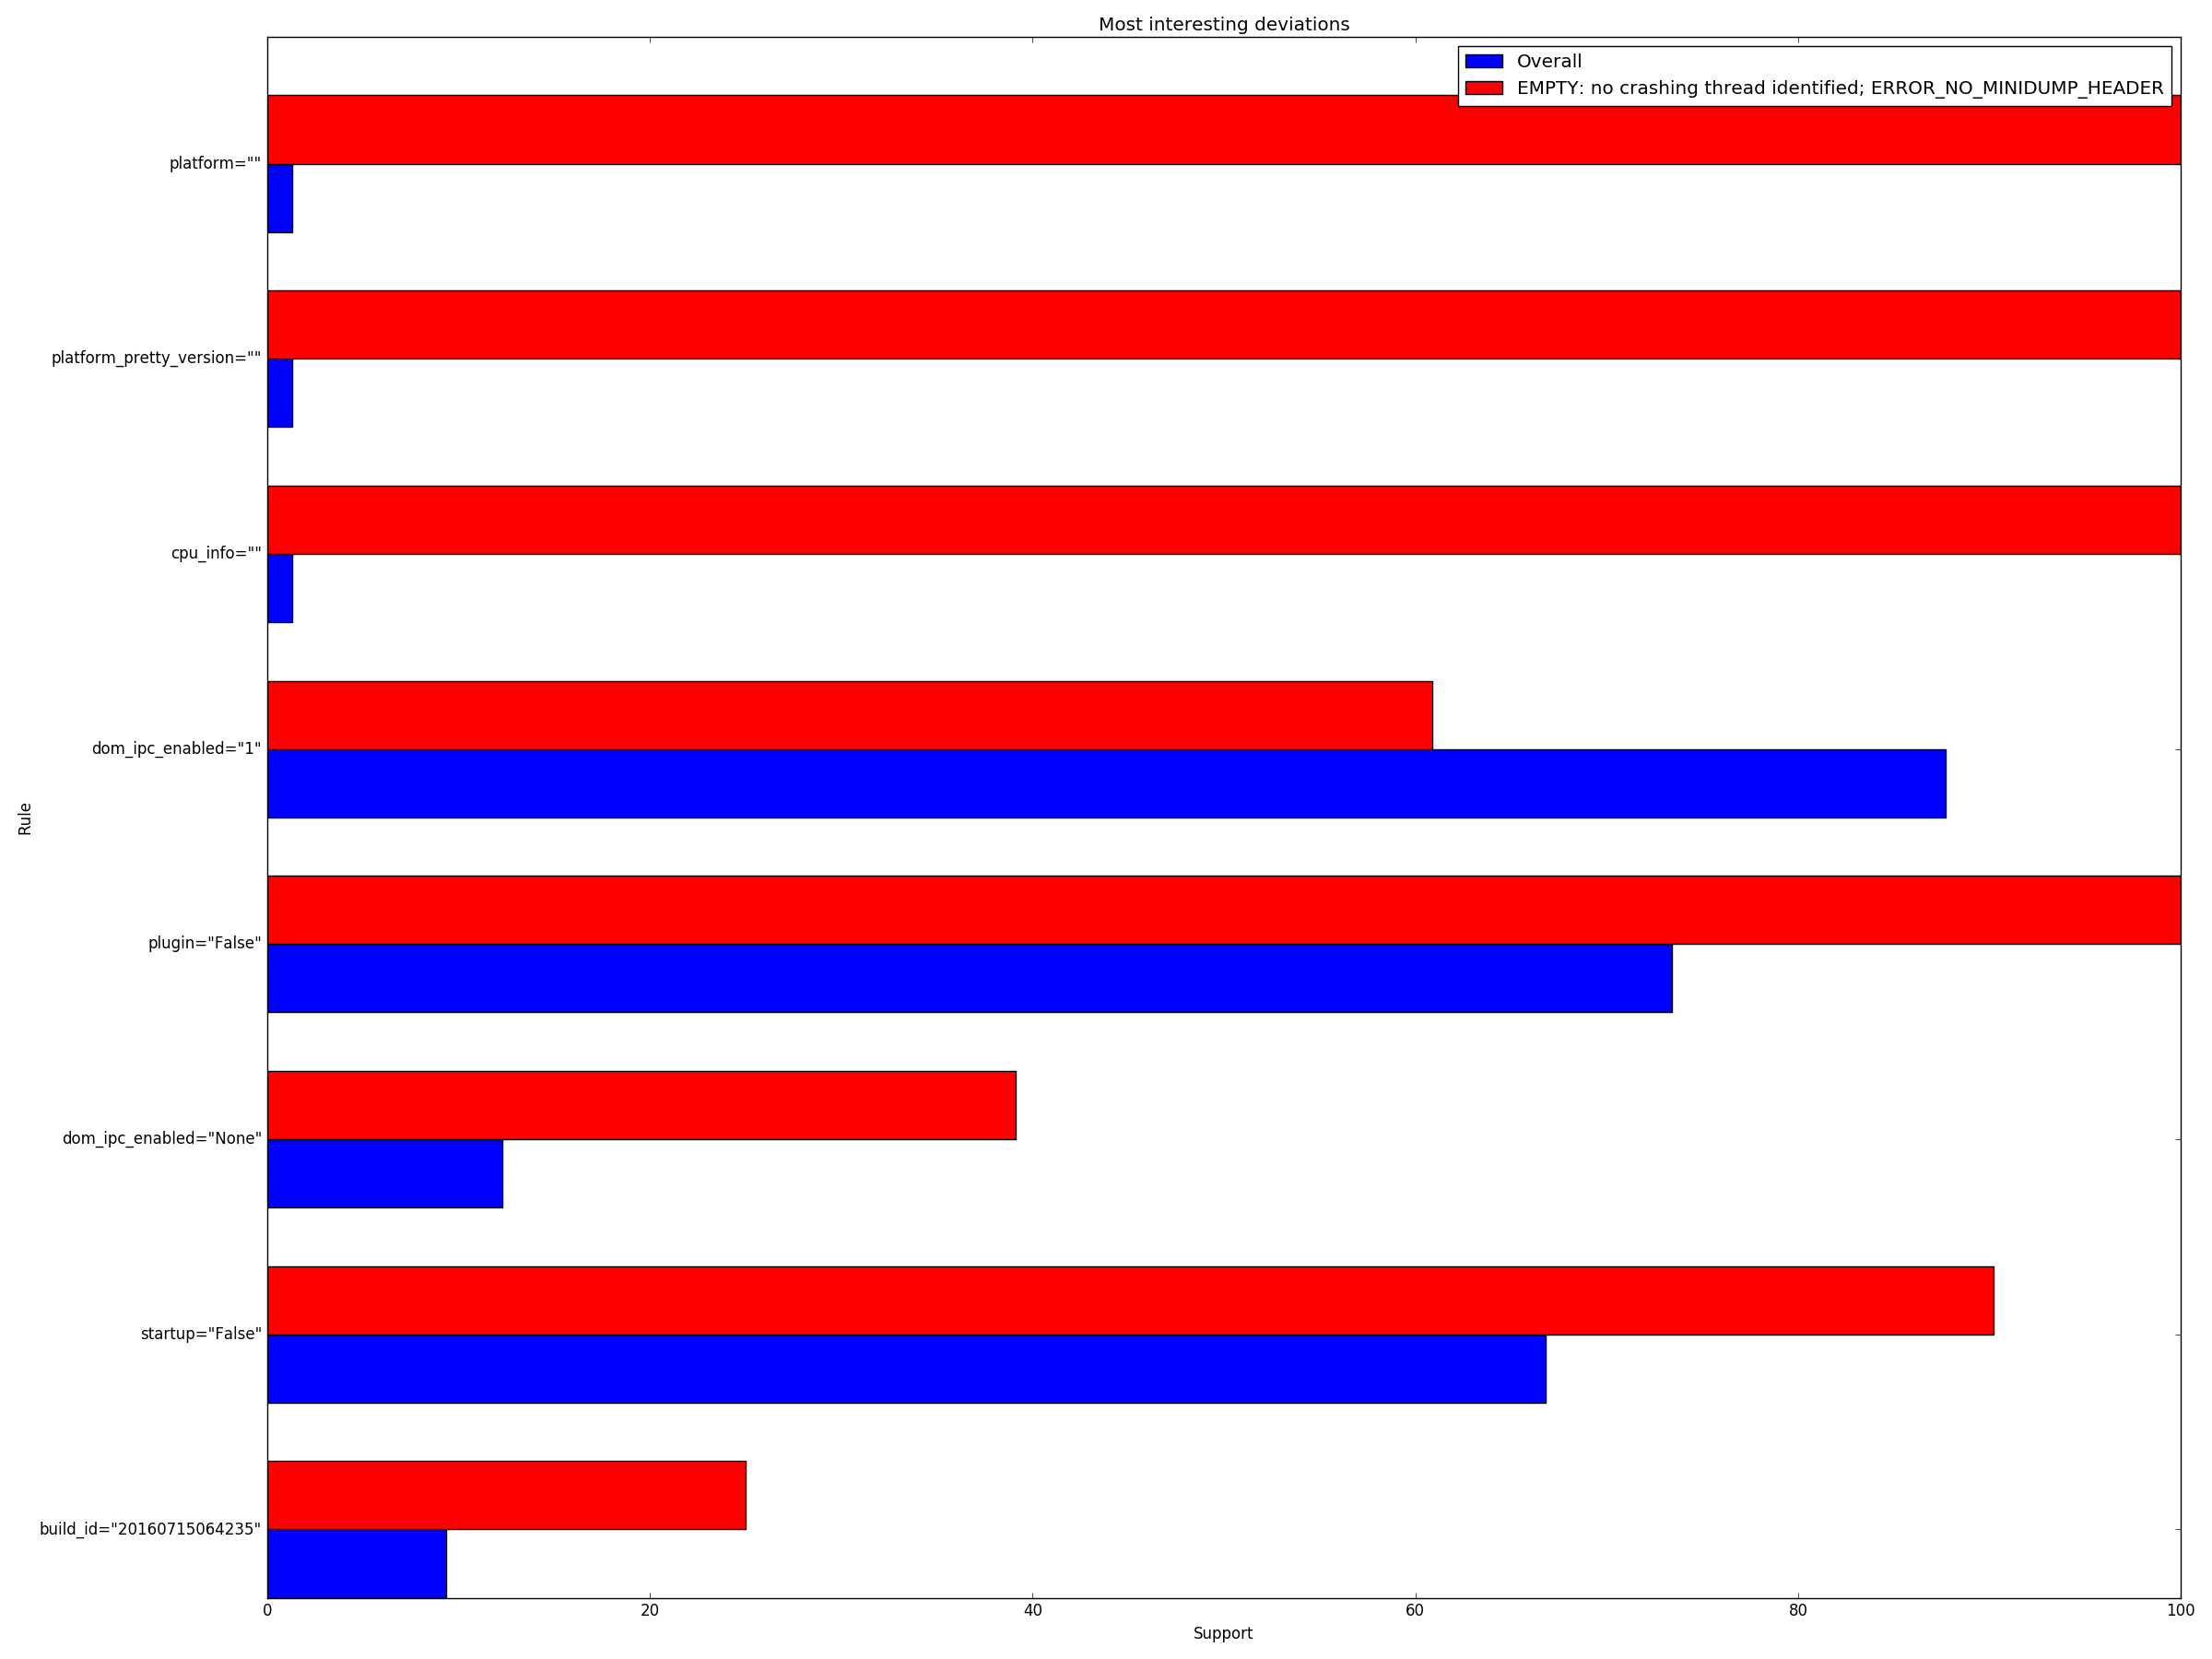 Most interesting deviations
Overall
EMPTY: no crashing thread identified; ERROR_NO_MINIDUMP_HEADER
platform=""
platform_pretty_version=""
cpu_info=""
dom_ipc_enabled="1"
Rule
plugin="False"
dom_ipc_enabled="None"
startup="False"
build_id="20160715064235"
0 20 40 60 80 100
Support